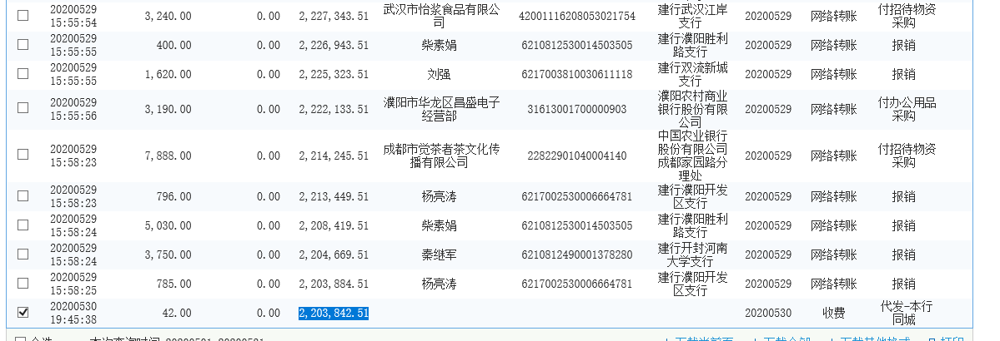 20200529 15:55:54 3,240.00 0.00 2,227,343.51 武汉市怡浆食品有限公司 42001116208053021754 建行武汉江岸支行 20200529 网络转账 付招待物资采购
20200529 15:55:55 400.00 0.00 2,226,943.51 柴素娟 6210812530014503505 建行濮阳胜利路支行 20200529 网络转账 报销
20200529 15:55:55 1,620.00 0.00 2,225,323.51 刘强 6217003810030611118 建行双流新城支行 20200529 网络转账 报销
20200529 15:55:56 3,190.00 0.00 2,222,133.51 濮阳市华龙区昌盛电子经营部 31613001700000903 濮阳农村商业银行股份有限公司 20200529 网络转账 付办公用品采购
20200529 15:58:23 7,888.00 0.00 2,214,245.51 成都市觉茶者茶文化传播有限公司 22822901040004140 中国农业银行股份有限公司成都家园路分理处 20200529 网络转账 付招待物资采购
20200529 15:58:23 796.00 0.00 2,213,449.51 杨亮涛 6217002530006664781 建行濮阳开发区支行 20200529 网络转账 报销
20200529 15:58:24 5,030.00 0.00 2,208,419.51 柴素娟 6210812530014503505 建行濮阳胜利路支行 20200529 网络转账 报销
20200529 15:58:24 3,750.00 0.00 2,204,669.51 秦继军 6210812490001378280 建行开封河南大学支行 20200529 网络转账 报销
20200529 15:58:25 785.00 0.00 2,203,884.51 杨亮涛 6217002530006664781 建行濮阳开发区支行 20200529 网络转账 报销
20200530 19:45:38 42.00 0.00 2,203,842.51 20200530 收费 代发-本行同城